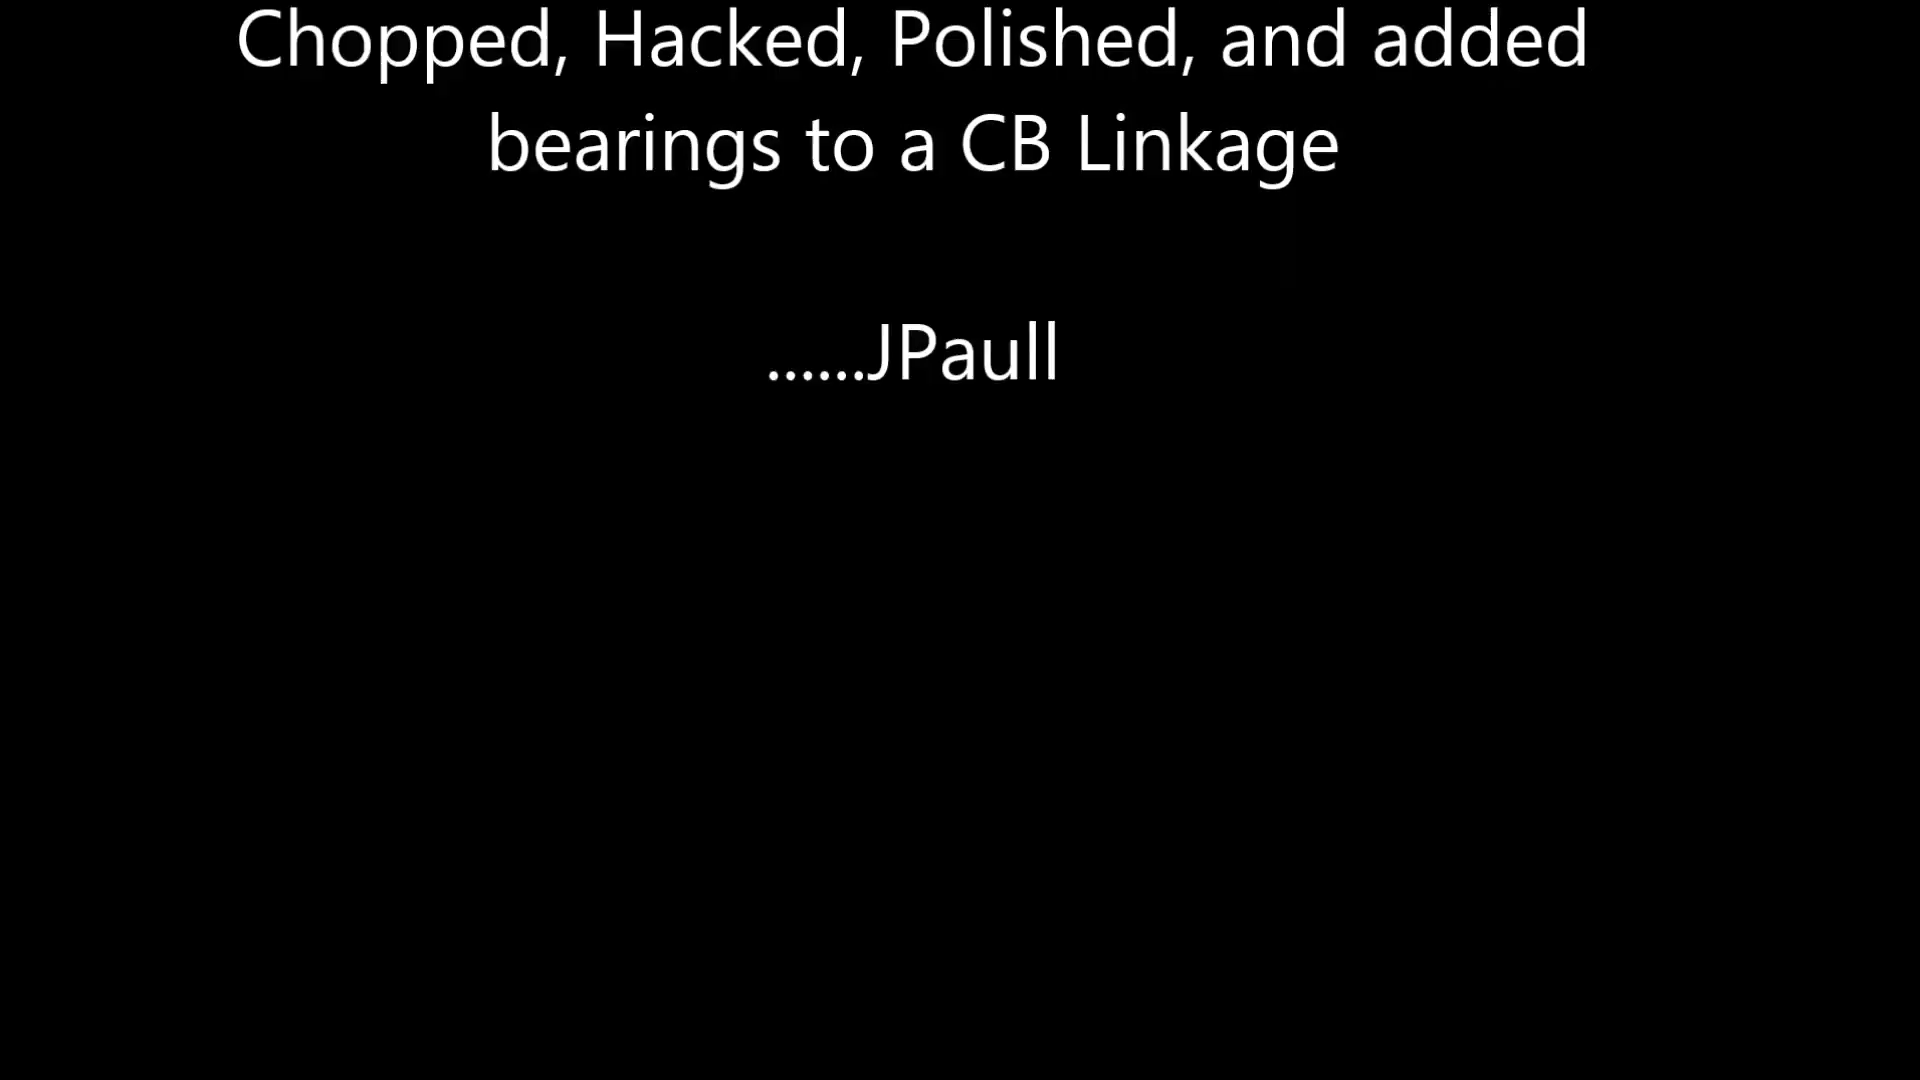 Chopped, Hacked, Polished, and added
bearings to a CB Linkage
......JPaull